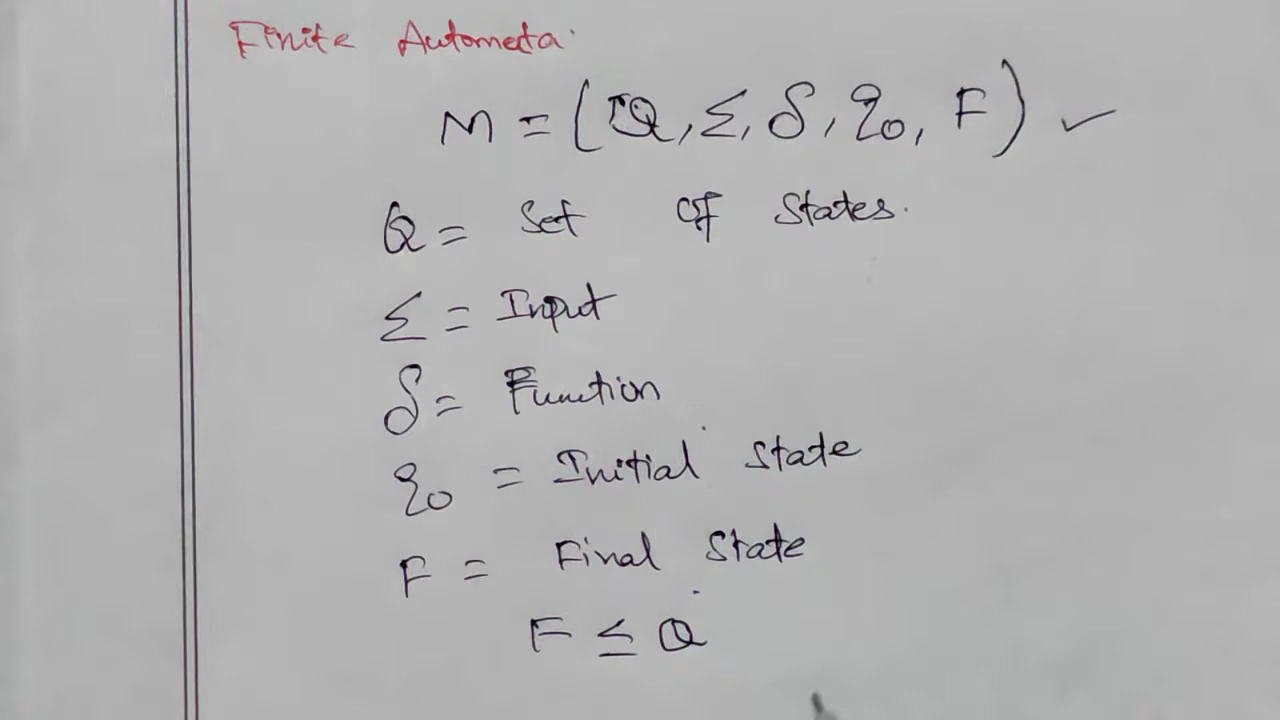 Finite Automata.
M = (Q, Σ, δ, q0, F) ✓
Q = Set of States.
Σ = Input
δ = Function
q0 = Initial State
F = Final State
F ≤ Q